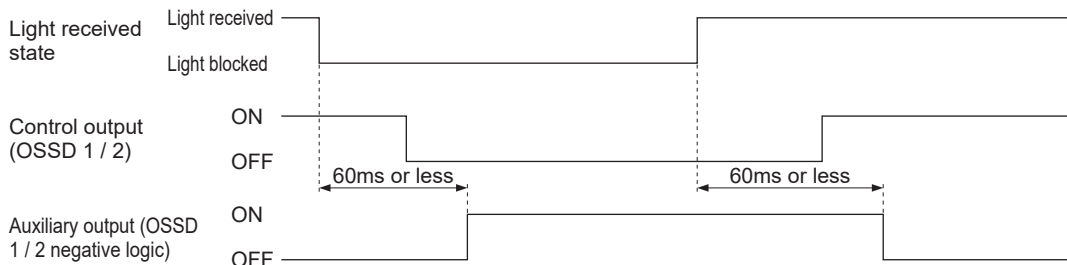 Light received
state
Light received
Light blocked
Control output
(OSSD 1 / 2)
ON
OFF
60ms or less
60ms or less
Auxiliary output (OSSD
1 / 2 negative logic)
ON
OFF